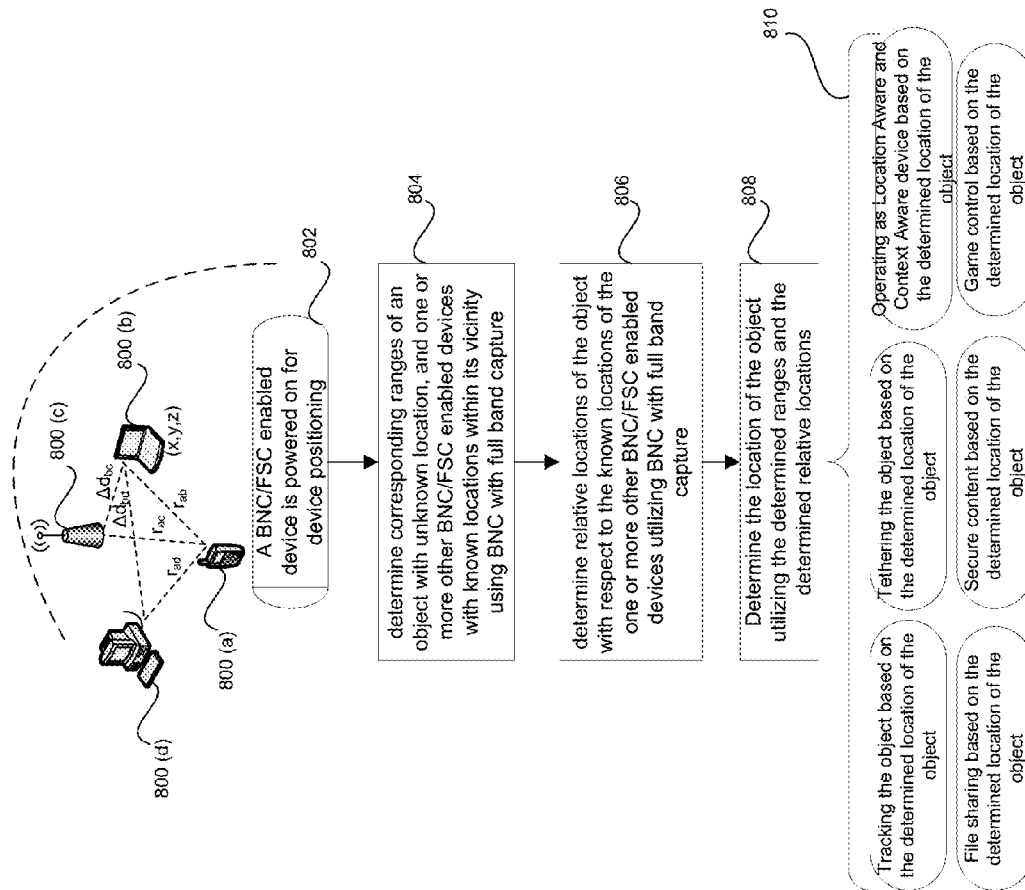 800 (c)
800 (b)
((•))
Δd_bc
Δd_bd
(x,y,z)
r_ac
r_ab
r_ad
800 (d)
800 (a)
802
A BNC/FSC enabled
device is powered on for
device positioning
804
determine corresponding ranges of an
object with unknown location, and one or
more other BNC/FSC enabled devices
with known locations within its vicinity
using BNC with full band capture
806
determine relative locations of the object
with respect to the known locations of the
one or more other BNC/FSC enabled
devices utilizing BNC with full band
capture
808
Determine the location of the object
utilizing the determined ranges and the
determined relative locations
810
Tracking the object based on
the determined location of the
object
Tethering the object based on
the determined location of the
object
Operating as Location Aware and
Context Aware device based on
the determined location of the
object
File sharing based on the
determined location of the
object
Secure content based on the
determined location of the
object
Game control based on the
determined location of the
object